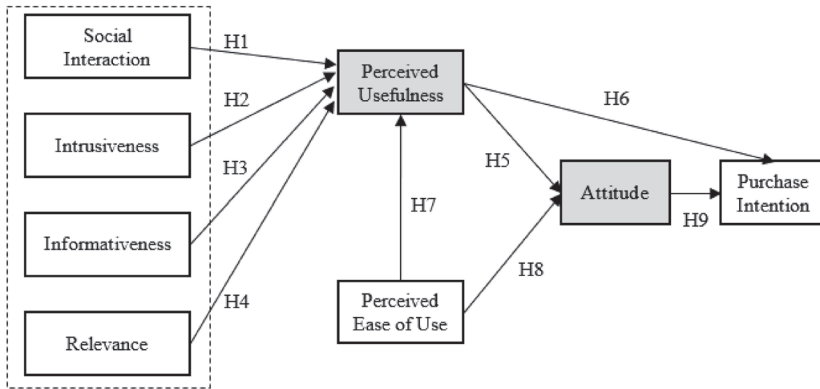 Social
Interaction
H1
Perceived
Usefulness
H2
H6
Intrusiveness
H3
H5
Attitude
Purchase
Intention
H9
H7
Informativeness
H8
H4
Perceived
Ease of Use
Relevance